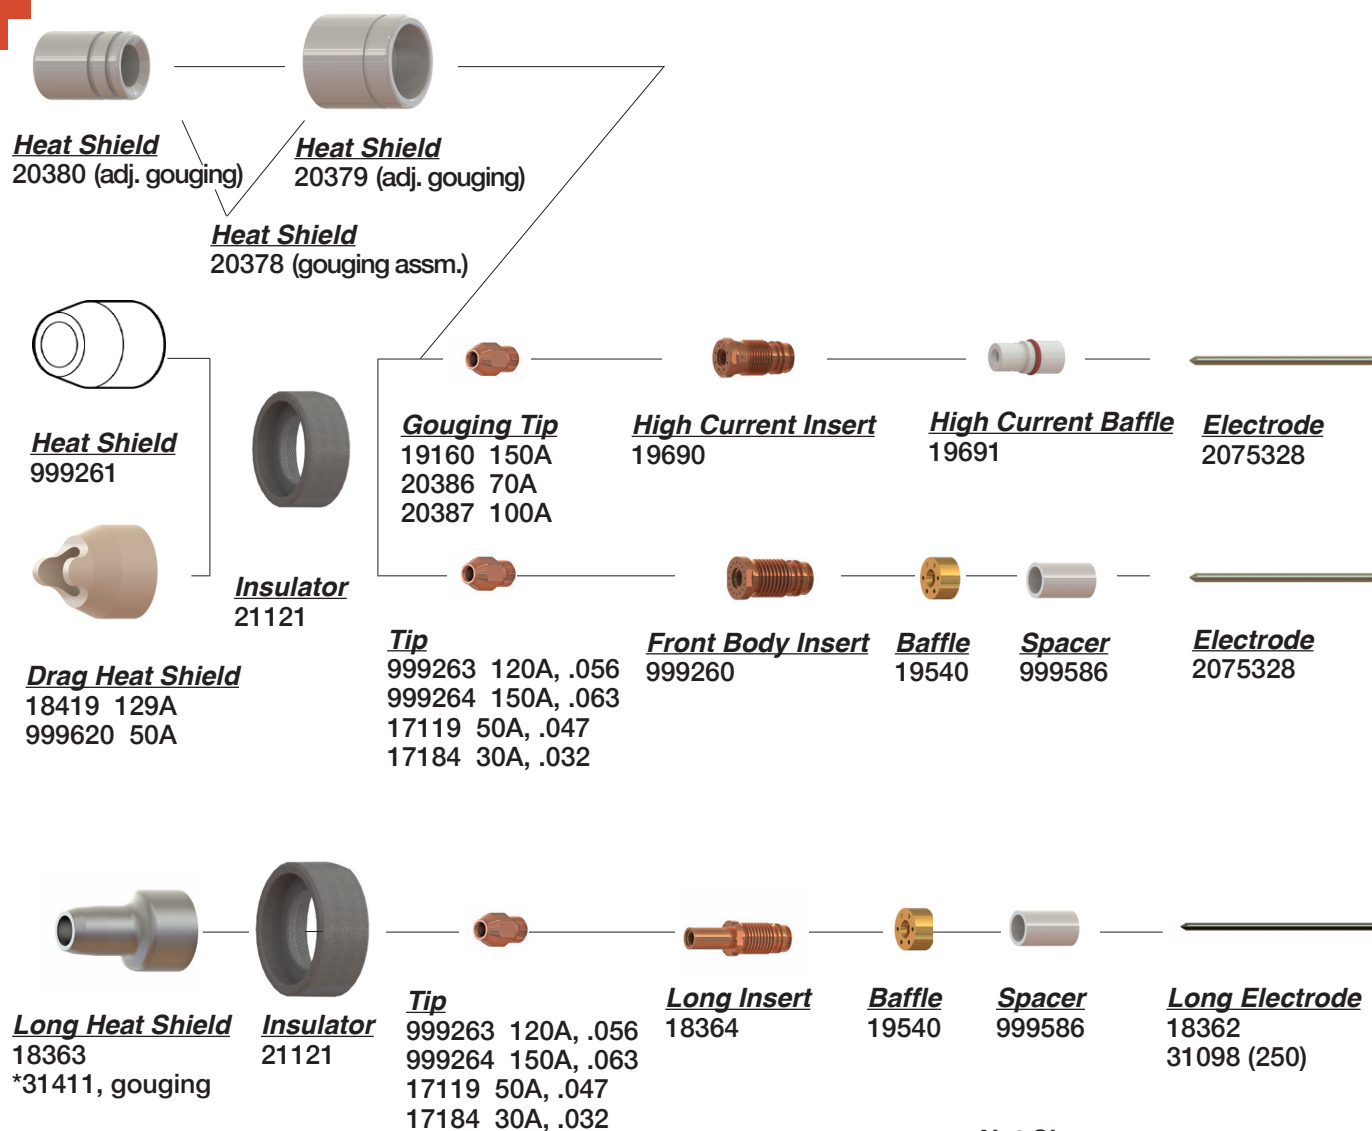 Heat Shield
20380 (adj. gouging)
Heat Shield
20379 (adj. gouging)
Heat Shield
20378 (gouging assm.)
Heat Shield
999261
Gouging Tip
19160 150A
20386 70A
20387 100A
High Current Insert
19690
High Current Baffle
19691
Electrode
2075328
Insulator
21121
Drag Heat Shield
18419 129A
999620 50A
Tip
999263 120A, .056
999264 150A, .063
17119 50A, .047
17184 30A, .032
Front Body Insert
999260
Baffle
19540
Spacer
999586
Electrode
2075328
Long Heat Shield
18363
*31411, gouging
Insulator
21121
Tip
999263 120A, .056
999264 150A, .063
17119 50A, .047
17184 30A, .032
Long Insert
18364
Baffle
19540
Spacer
999586
Long Electrode
18362
31098 (250)